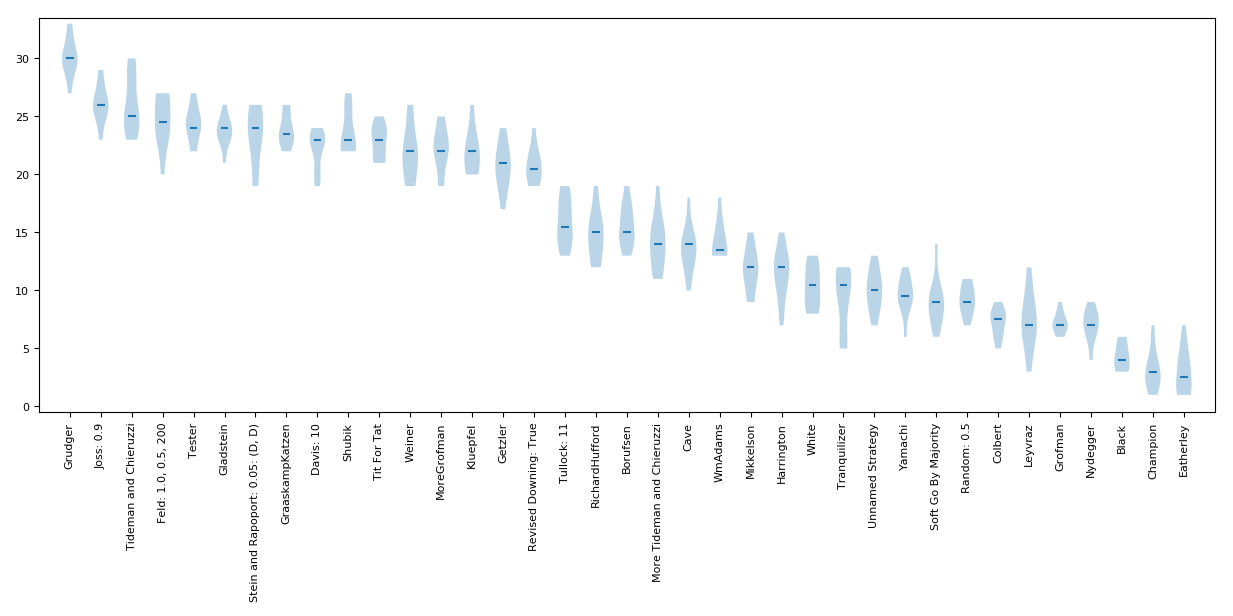 30
25
20
15
10
5
0
Grudger
Joss: 0.9
Tideman and Chieruzzi
Feld: 1.0, 0.5, 200
Tester
Gladstein
Stein and Rapoport: 0.05: (D, D)
GraaskampKatzen
Davis: 10
Shubik
Tit For Tat
Weiner
MoreGrofman
Kluepfel
Getzler
Revised Downing: True
Tullock: 11
RichardHufford
Borufsen
More Tideman and Chieruzzi
Cave
WmAdams
Mikkelson
Harrington
White
Tranquilizer
Unnamed Strategy
Yamachi
Soft Go By Majority
Random: 0.5
Colbert
Leyvraz
Grofman
Nydegger
Black
Champion
Eatherley